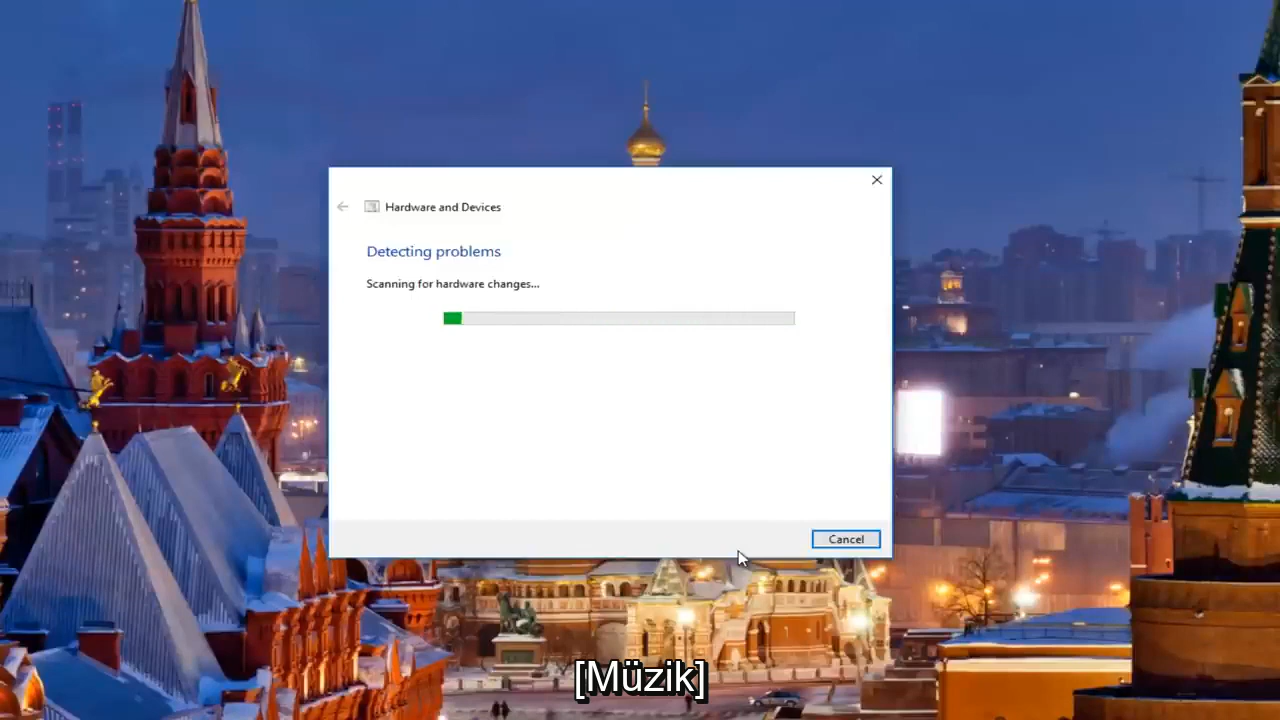 Hardware and Devices
Detecting problems
Scanning for hardware changes...
Cancel
[Müzik]